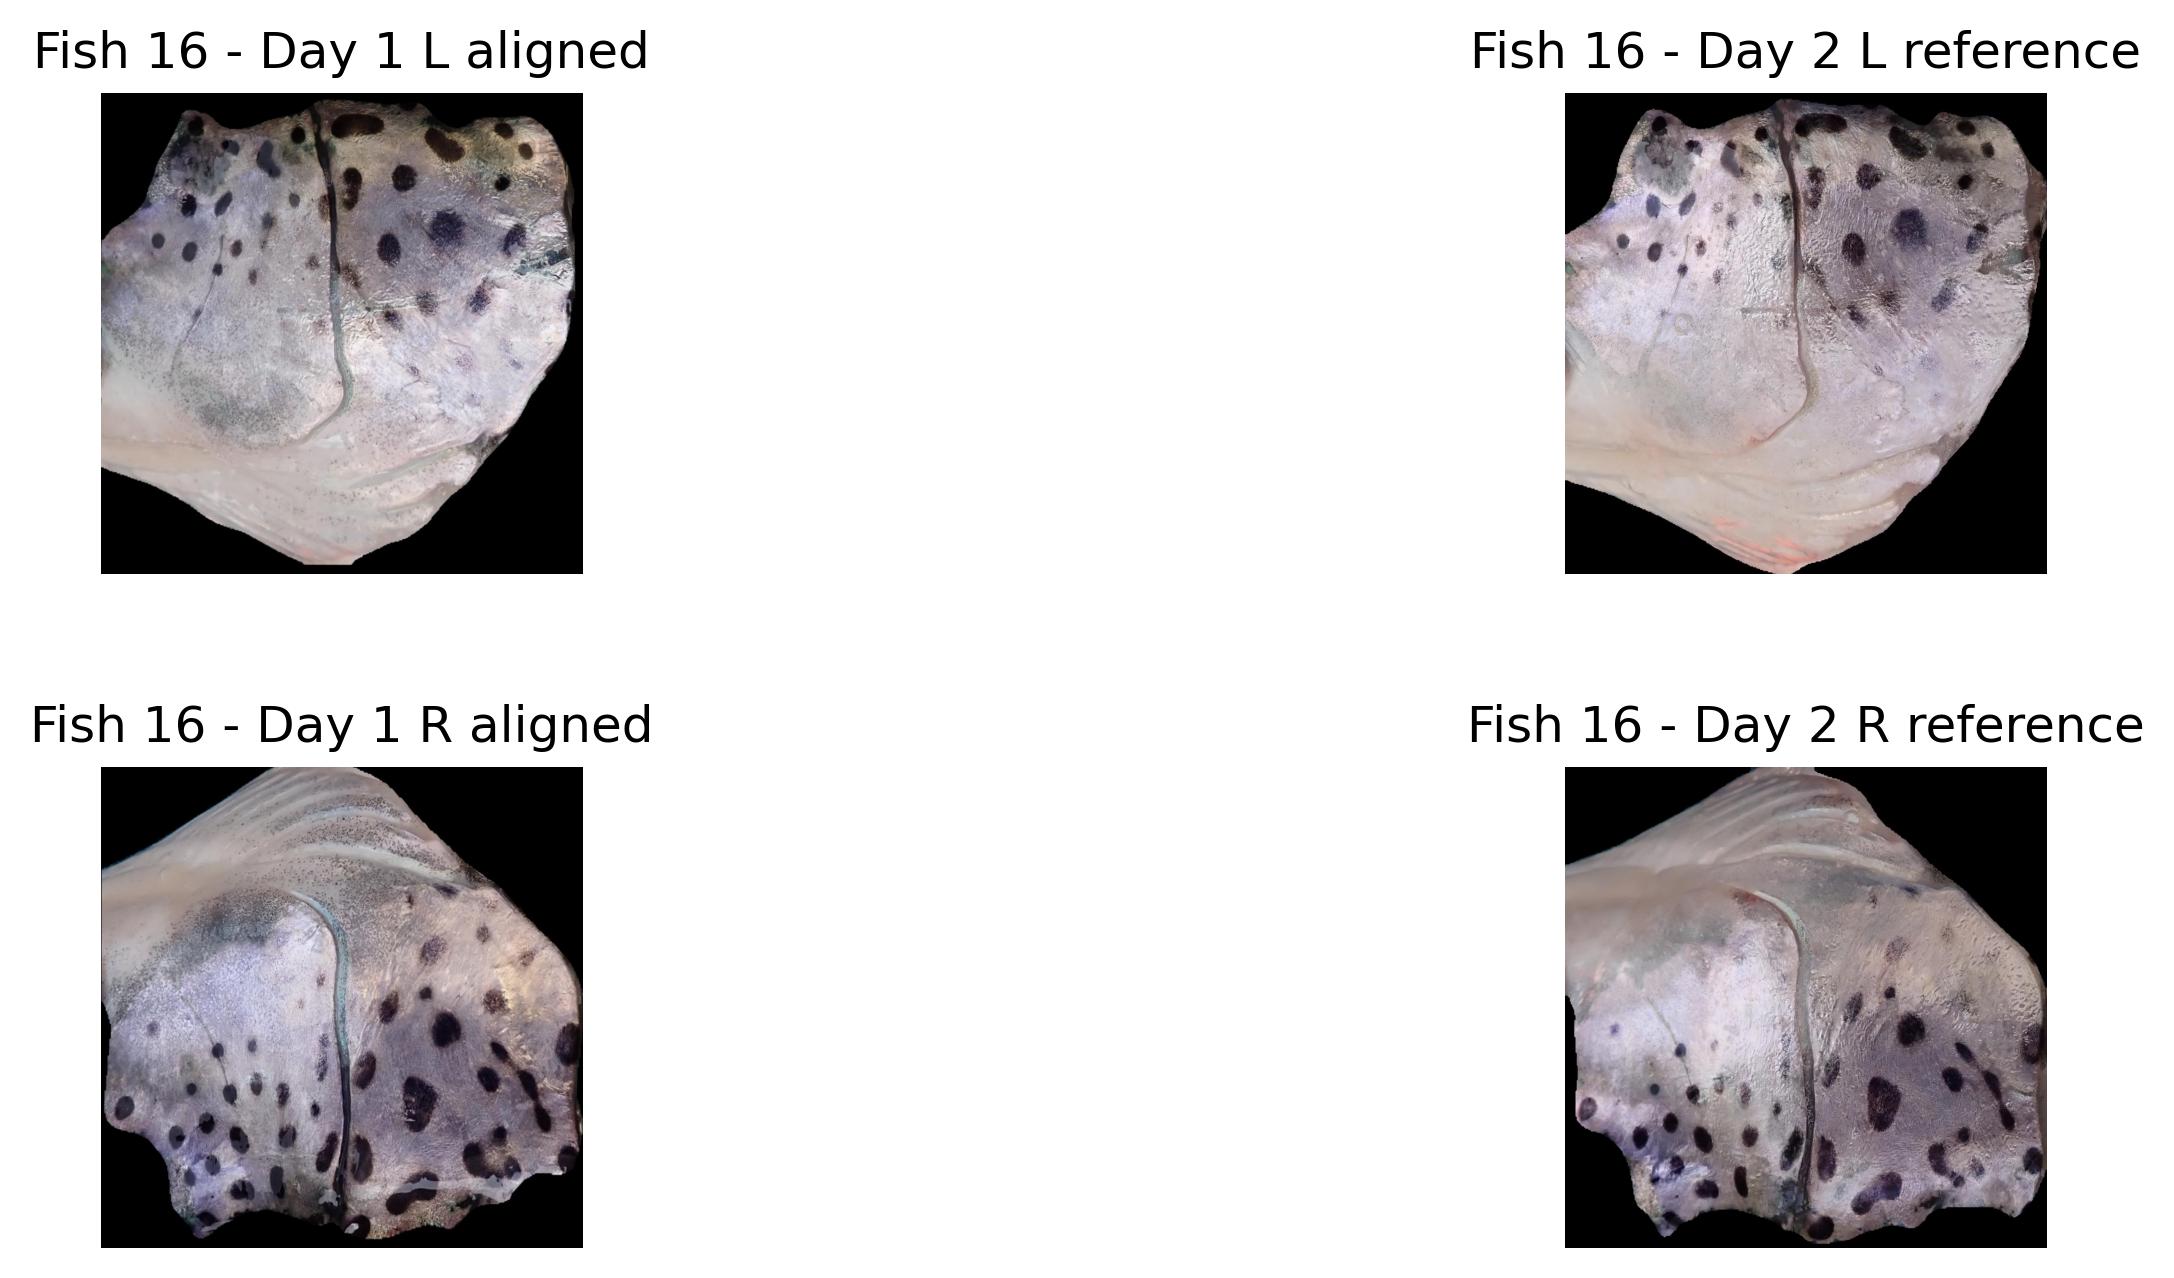 Fish 16 - Day 1 L aligned
Fish 16 - Day 2 L reference
Fish 16 - Day 1 R aligned
Fish 16 - Day 2 R reference